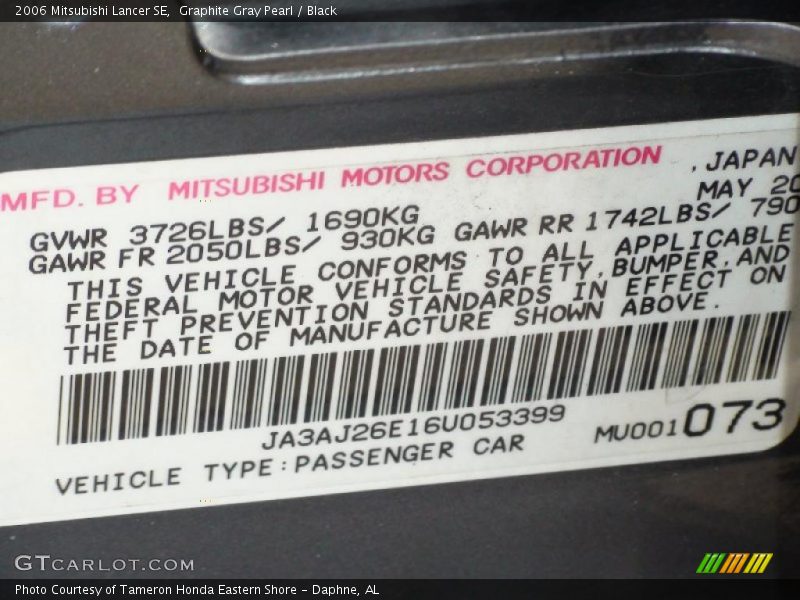 2006 Mitsubishi Lancer SE, Graphite Gray Pearl / Black
MFD. BY MITSUBISHI MOTORS CORPORATION , JAPAN
MAY 20
GVWR 3726LBS/ 1690KG
GAWR FR 2050LBS/ 930KG GAWR RR 1742LBS/ 790
THIS VEHICLE CONFORMS TO ALL APPLICABLE
FEDERAL MOTOR VEHICLE SAFETY,BUMPER,AND
THEFT PREVENTION STANDARDS IN EFFECT ON
THE DATE OF MANUFACTURE SHOWN ABOVE.
JA3AJ26E16U053399
MU001073
VEHICLE TYPE:PASSENGER CAR
GTCARLOT.COM
Photo Courtesy of Tameron Honda Eastern Shore - Daphne, AL